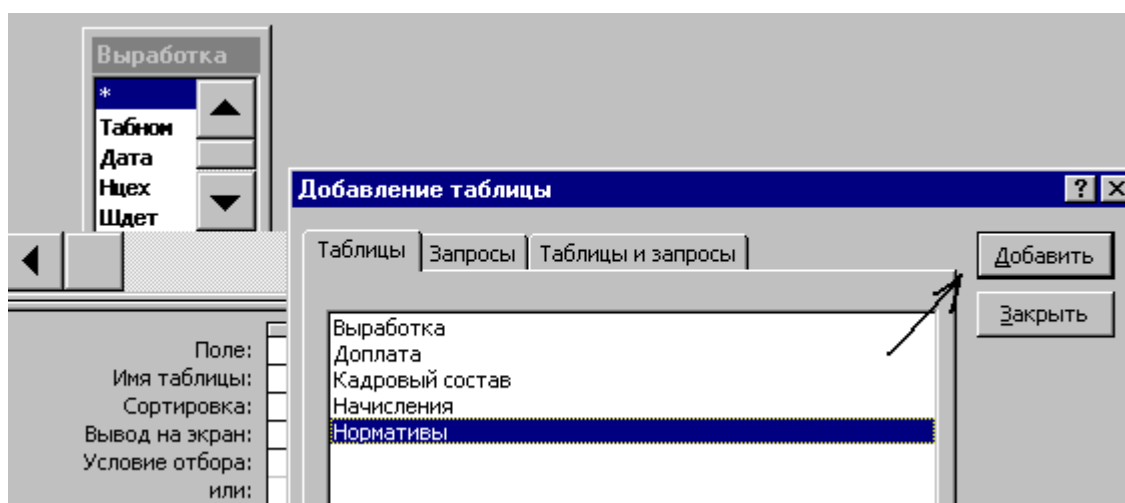 Выработка
*
Табном
Дата
Нцех
Шдет
Добавление таблицы
?
Таблицы Запросы Таблицы и запросы
Добавить
Закрыть
Выработка
Доплата
Кадровый состав
Начисления
Нормативы
Поле:
Имя таблицы:
Сортировка:
Вывод на экран:
Условие отбора:
или: